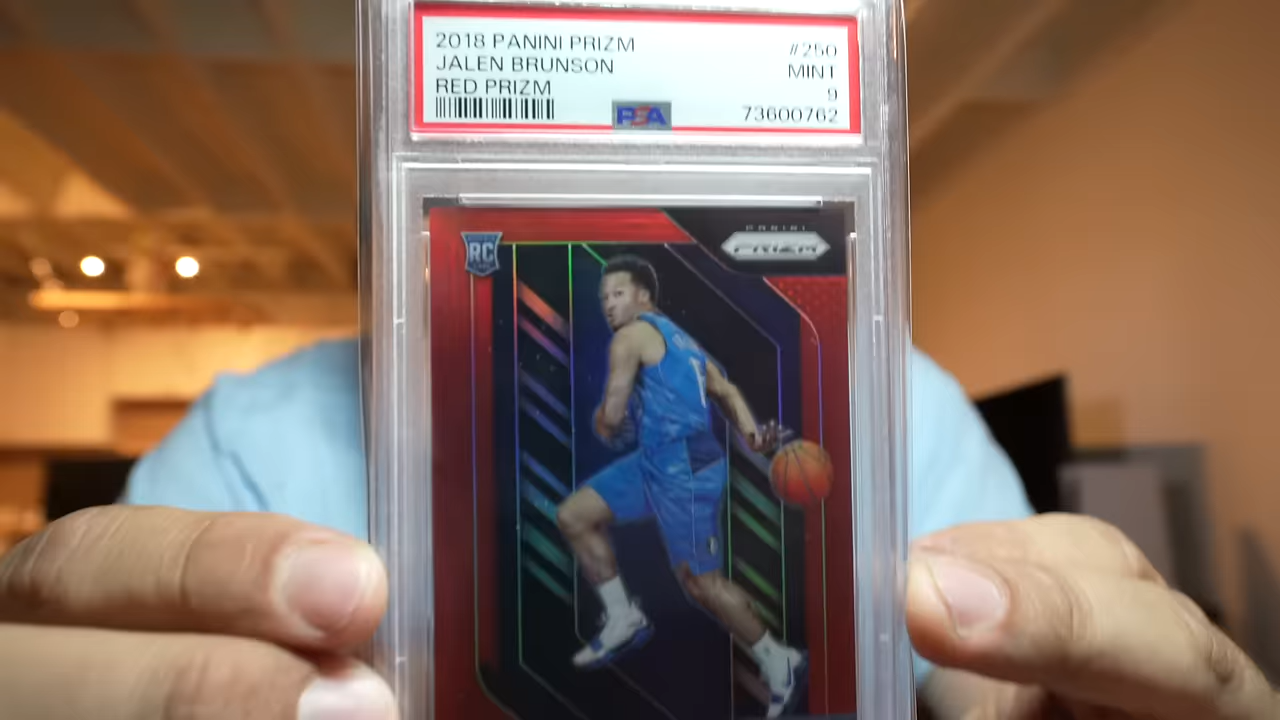 2018 PANINI PRIZM #250
JALEN BRUNSON MINT
RED PRIZM 9
PSA 73600762
RC
PANINI
PRIZM